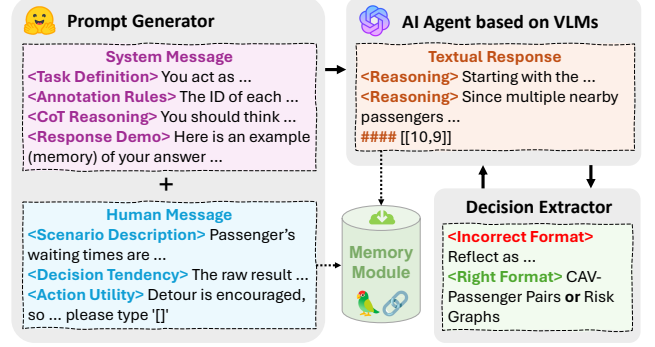 Prompt Generator
System Message
<Task Definition> You act as ...
<Annotation Rules> The ID of each ...
<CoT Reasoning> You should think ...
<Response Demo> Here is an example
(memory) of your answer ...
+
Human Message
<Scenario Description> Passenger's
waiting times are ...
<Decision Tendency> The raw result ...
<Action Utility> Detour is encouraged,
so ... please type '[]'
AI Agent based on VLMs
Textual Response
<Reasoning> Starting with the ...
<Reasoning> Since multiple nearby
passengers ...
#### [[10,9]]
Memory
Module
Decision Extractor
<Incorrect Format>
Reflect as ...
<Right Format> CAV-
Passenger Pairs or Risk
Graphs